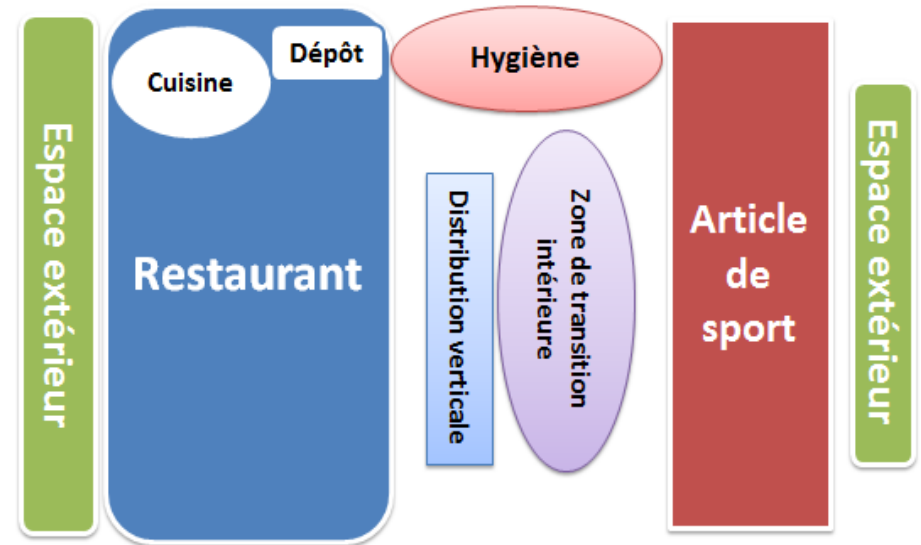 Espace extérieur
Cuisine
Dépôt
Restaurant
Hygiène
Distribution verticale
Zone de transition
intérieure
Article
de
sport
Espace extérieur